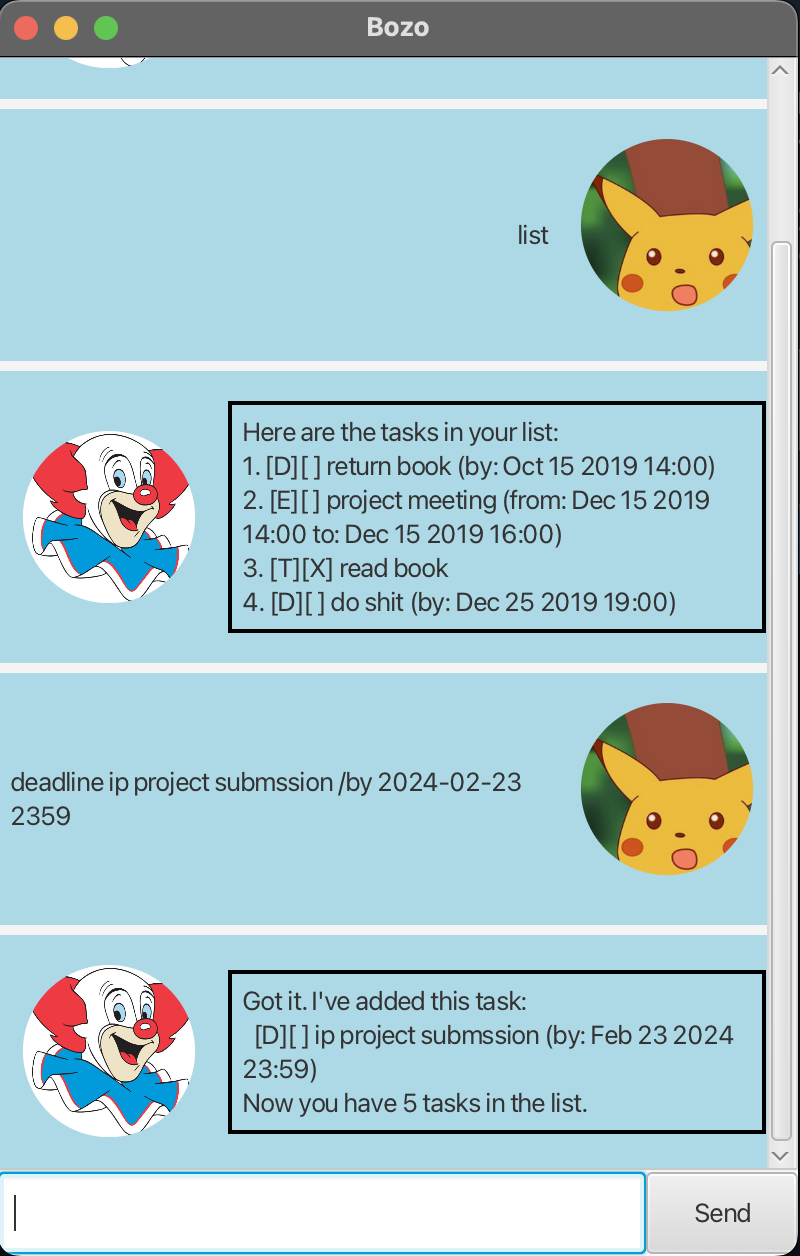 Bozo
list
Here are the tasks in your list:
1. [D][ ] return book (by: Oct 15 2019 14:00)
2. [E][ ] project meeting (from: Dec 15 2019
14:00 to: Dec 15 2019 16:00)
3. [T][X] read book
4. [D][ ] do shit (by: Dec 25 2019 19:00)
deadline ip project submssion /by 2024-02-23
2359
Got it. I've added this task:
[D][ ] ip project submssion (by: Feb 23 2024
23:59)
Now you have 5 tasks in the list.
Send